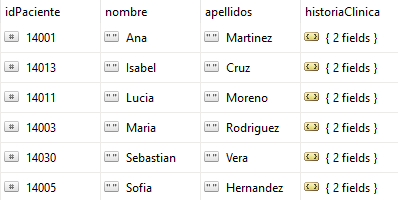 idPaciente nombre apellidos historiaClinica
# 14001 "" Ana "" Martinez { } { 2 fields }
# 14013 "" Isabel "" Cruz { } { 2 fields }
# 14011 "" Lucia "" Moreno { } { 2 fields }
# 14003 "" Maria "" Rodriguez { } { 2 fields }
# 14030 "" Sebastian "" Vera { } { 2 fields }
# 14005 "" Sofia "" Hernandez { } { 2 fields }